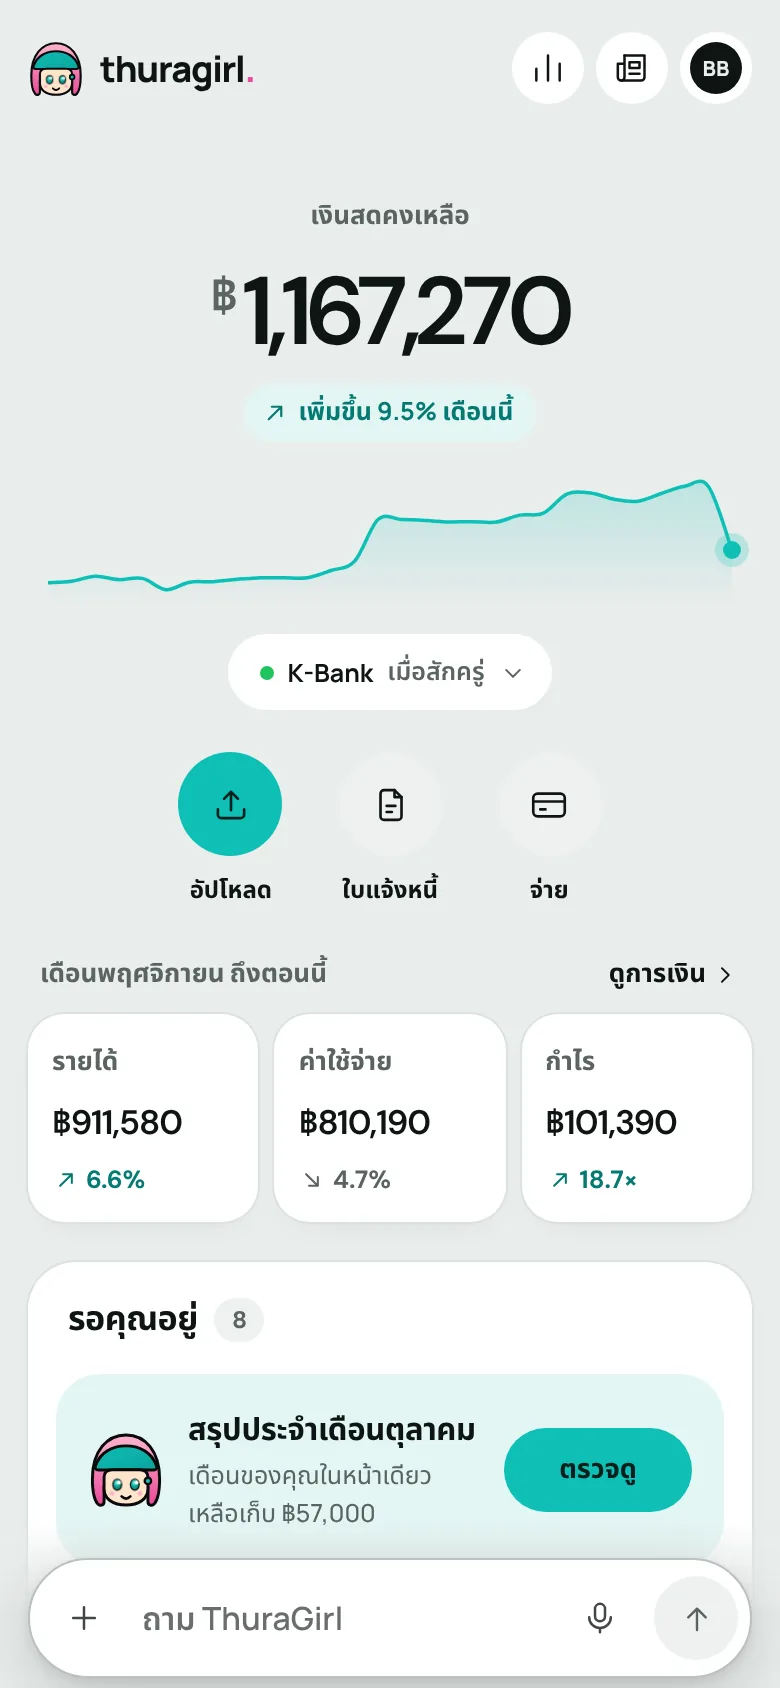 thuragirl.
BB
เงินสดคงเหลือ
฿1,167,270
เพิ่มขึ้น 9.5% เดือนนี้
K-Bank เมื่อสักครู่
อัปโหลด
ใบแจ้งหนี้
จ่าย
เดือนพฤศจิกายน ถึงตอนนี้
ดูการเงิน
รายได้
฿911,580
6.6%
ค่าใช้จ่าย
฿810,190
4.7%
กำไร
฿101,390
18.7×
รอคุณอยู่ 8
สรุปประจำเดือนตุลาคม
เดือนของคุณในหน้าเดียว
เหลือเก็บ ฿57,000
ตรวจดู
ถาม ThuraGirl